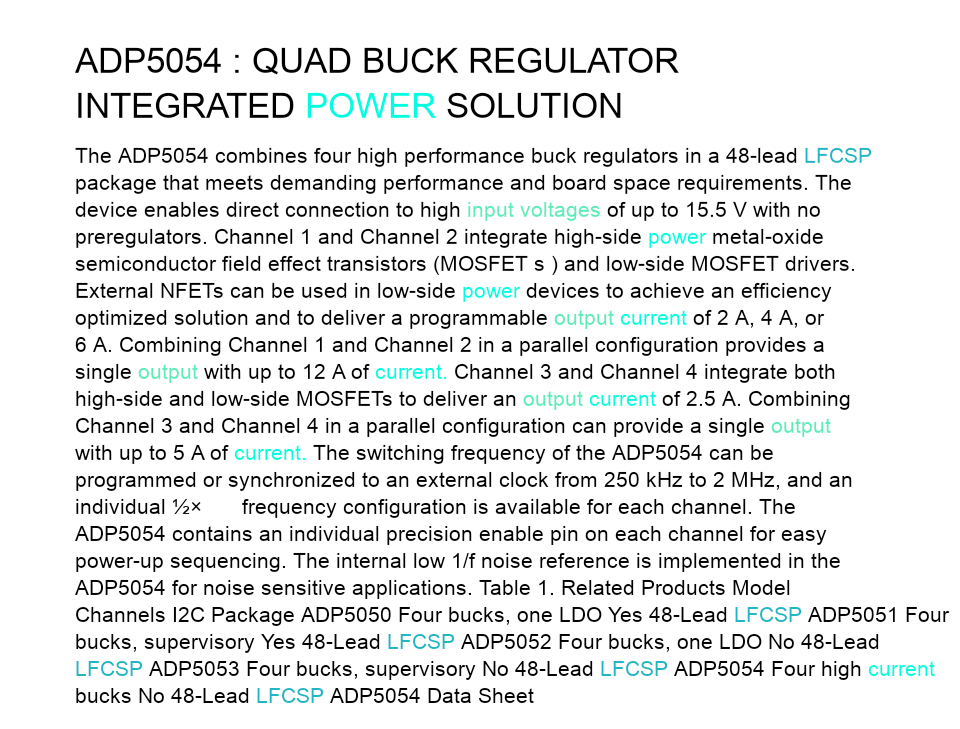 ADP5054 : QUAD BUCK REGULATOR
INTEGRATED POWER SOLUTION
The ADP5054 combines four high performance buck regulators in a 48-lead LFCSP
package that meets demanding performance and board space requirements. The
device enables direct connection to high input voltages of up to 15.5 V with no
preregulators. Channel 1 and Channel 2 integrate high-side power metal-oxide
semiconductor field effect transistors (MOSFET s ) and low-side MOSFET drivers.
External NFETs can be used in low-side power devices to achieve an efficiency
optimized solution and to deliver a programmable output current of 2 A, 4 A, or
6 A. Combining Channel 1 and Channel 2 in a parallel configuration provides a
single output with up to 12 A of current. Channel 3 and Channel 4 integrate both
high-side and low-side MOSFETs to deliver an output current of 2.5 A. Combining
Channel 3 and Channel 4 in a parallel configuration can provide a single output
with up to 5 A of current. The switching frequency of the ADP5054 can be
programmed or synchronized to an external clock from 250 kHz to 2 MHz, and an
individual ½× frequency configuration is available for each channel. The
ADP5054 contains an individual precision enable pin on each channel for easy
power-up sequencing. The internal low 1/f noise reference is implemented in the
ADP5054 for noise sensitive applications. Table 1. Related Products Model
Channels I2C Package ADP5050 Four bucks, one LDO Yes 48-Lead LFCSP ADP5051 Four
bucks, supervisory Yes 48-Lead LFCSP ADP5052 Four bucks, one LDO No 48-Lead
LFCSP ADP5053 Four bucks, supervisory No 48-Lead LFCSP ADP5054 Four high current
bucks No 48-Lead LFCSP ADP5054 Data Sheet